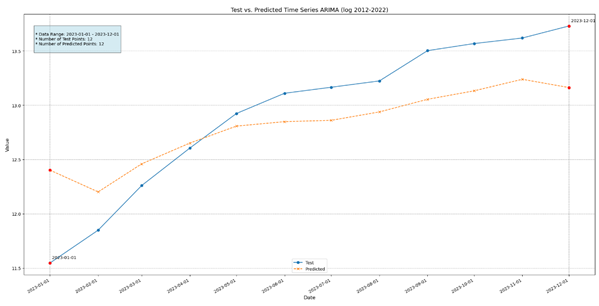 Test vs. Predicted Time Series ARIMA (log 2012-2022)
• Data Range: 2023-01-01 - 2023-12-01
• Number of Test Points: 12
• Number of Predicted Points: 12
2023-12-01
13.5
13.0
12.5
12.0
11.5
Value
2023-01-01
Test
Predicted
2023-01-01
2023-02-01
2023-03-01
2023-04-01
2023-05-01
2023-06-01
2023-07-01
2023-08-01
2023-09-01
2023-10-01
2023-11-01
2023-12-01
Date